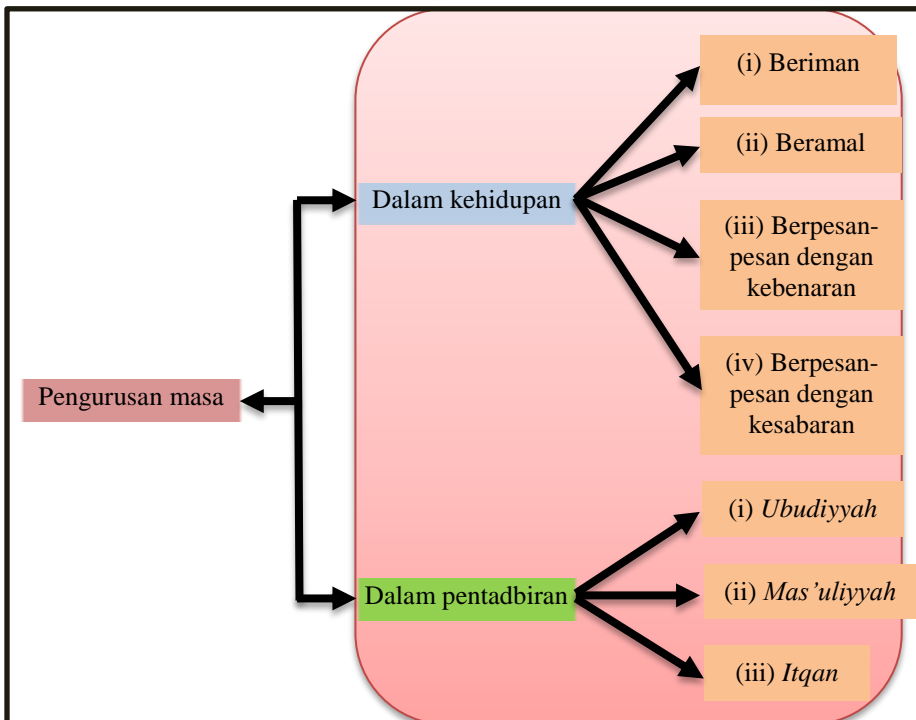 Pengurusan masa
Dalam kehidupan
(i) Beriman
(ii) Beramal
(iii) Berpesan-
pesan dengan
kebenaran
(iv) Berpesan-
pesan dengan
kesabaran
Dalam pentadbiran
(i) Ubudiyyah
(ii) Mas’uliyyah
(iii) Itqan